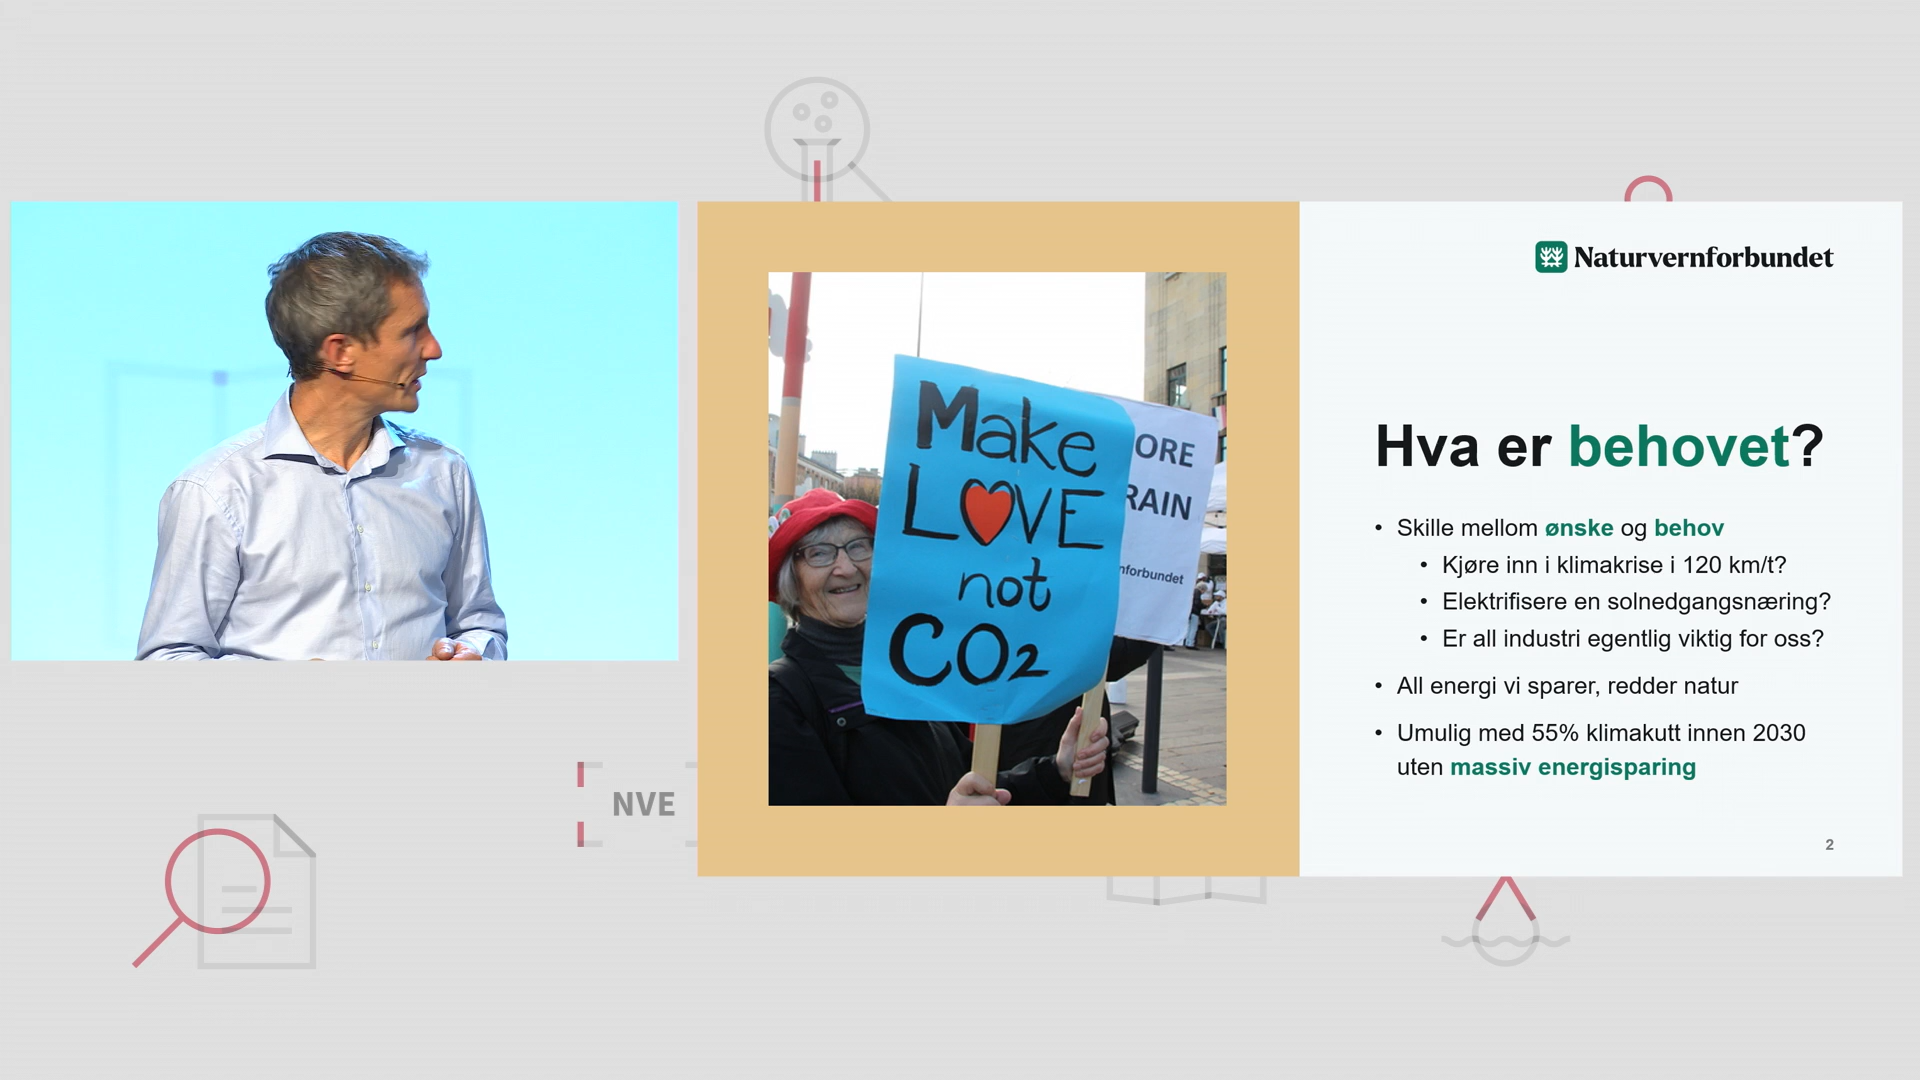 Naturvernforbundet
Make
LOVE
not
CO2
ORE
RAIN
nforbundet
Hva er behovet?
• Skille mellom ønske og behov
• Kjøre inn i klimakrise i 120 km/t?
• Elektrifisere en solnedgangsnæring?
• Er all industri egentlig viktig for oss?
• All energi vi sparer, redder natur
• Umulig med 55% klimakutt innen 2030
uten massiv energisparing
2
NVE